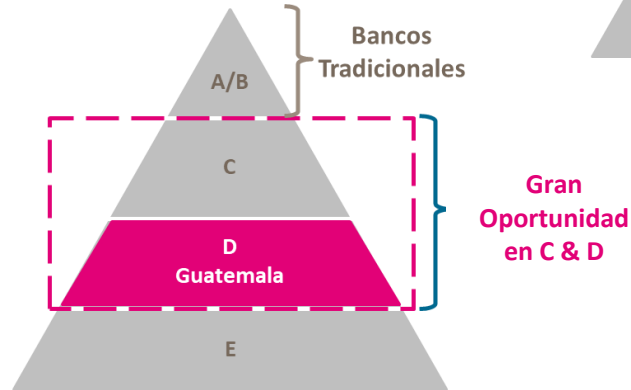 Bancos
Tradicionales
A/B
C
Gran
Oportunidad
en C & D
D
Guatemala
E